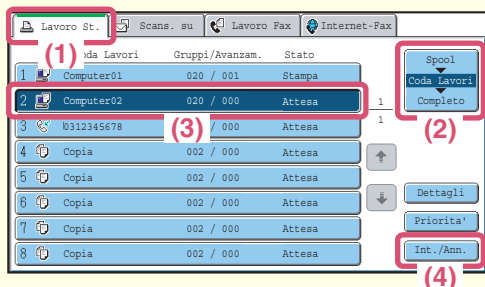 Lavoro St. Scans. su Lavoro Fax Internet-Fax
(1)
oda Lavori Gruppi/Avanzam. Stato
1 Computer01 020 / 001 Stampa
2 Computer02 020 / 000 Attesa
3 0312345678 / 000 Attesa
(3)
4 Copia 002 / 000 Attesa
5 Copia 002 / 000 Attesa
6 Copia 002 / 000 Attesa
7 Copia 002 / 000 Attesa
8 Copia 002 / 000 Attesa
1
1
Spool
Coda Lavori
Completo
(2)
Dettagli
Priorita'
Int./Ann.
(4)